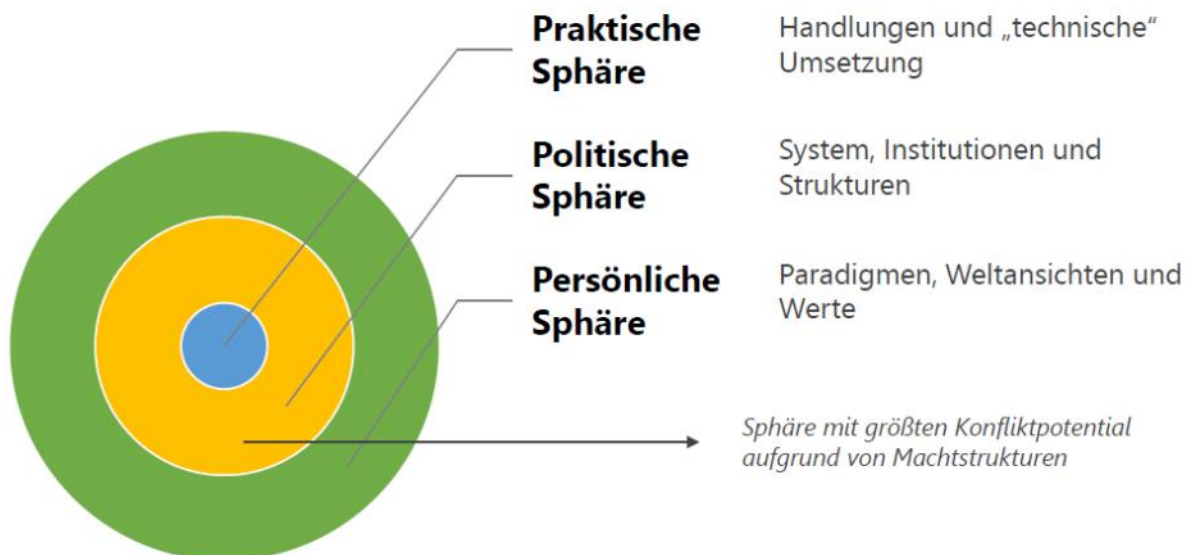 Praktische
Sphäre
Handlungen und „technische“
Umsetzung
Politische
Sphäre
System, Institutionen und
Strukturen
Persönliche
Sphäre
Paradigmen, Weltansichten und
Werte
Sphäre mit größten Konfliktpotential
aufgrund von Machtstrukturen